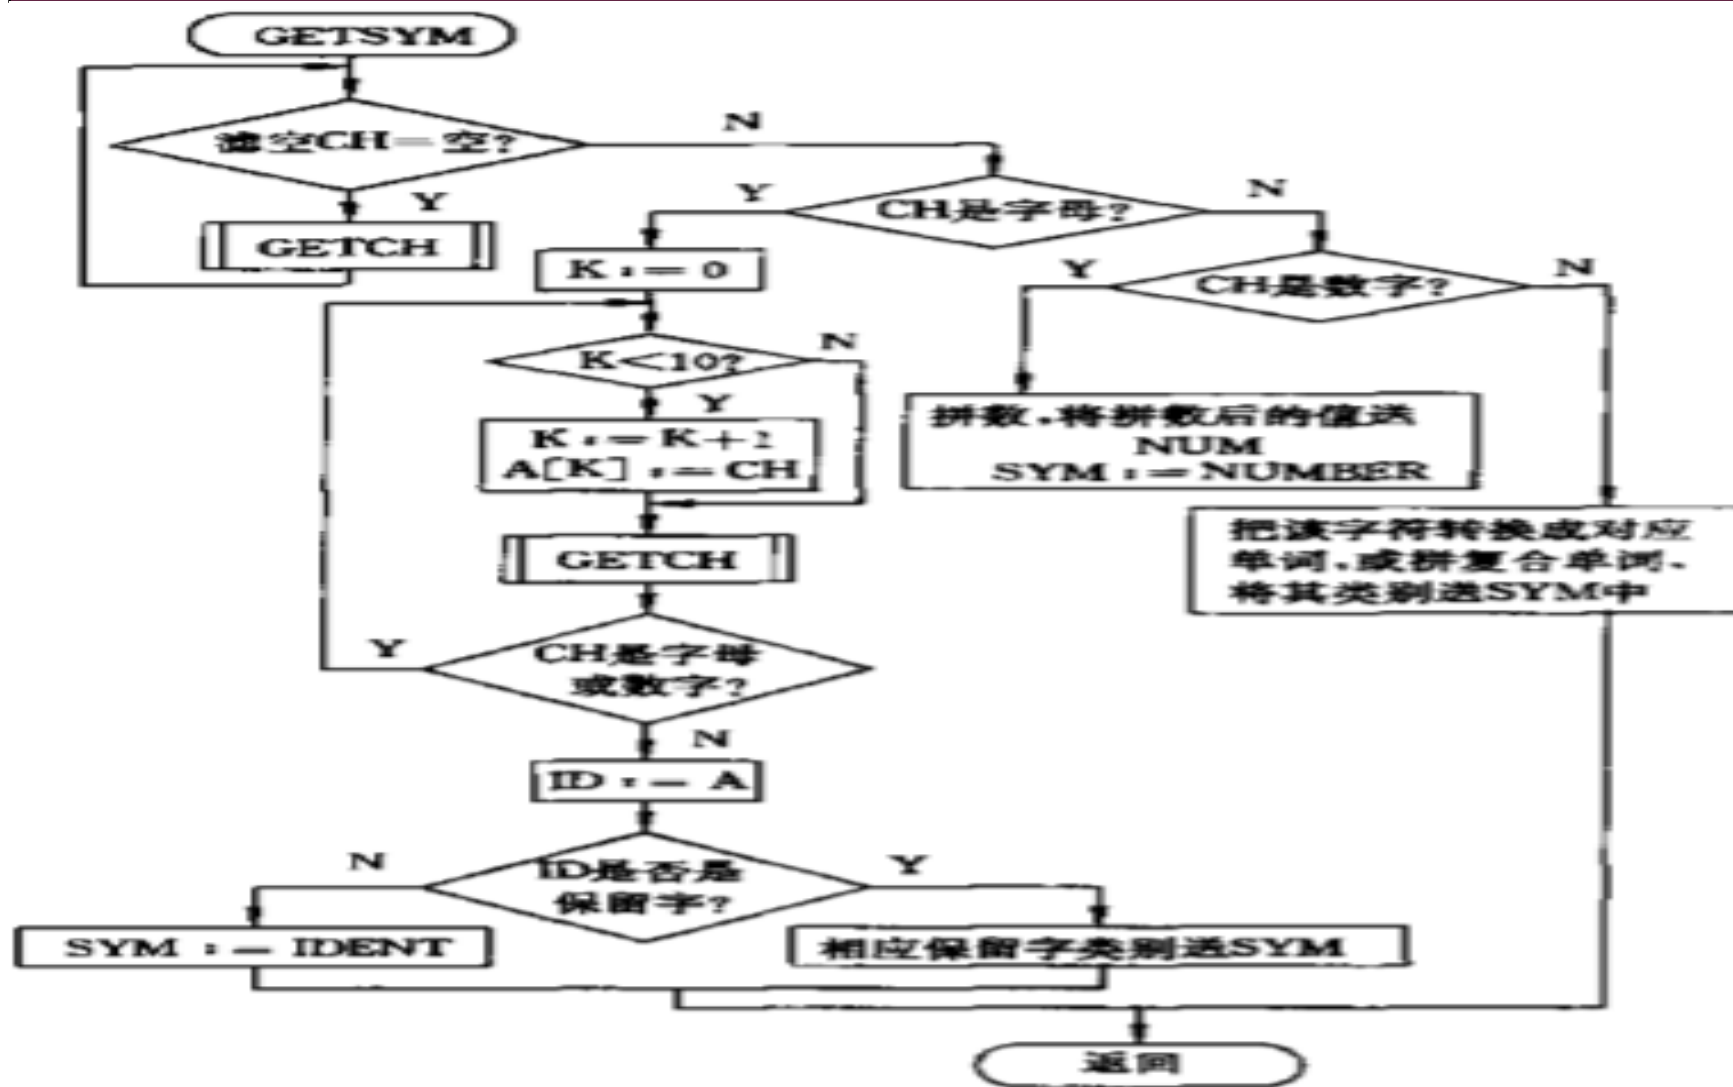 GETSYM
滤空CH=空?
N
Y
GETCH
CH是字母?
Y
N
K:=0
CH是数字?
Y
N
K<10?
N
Y
K:=K+1
A[K]:=CH
拼数,将拼数后的值送
NUM
SYM:=NUMBER
把该字符转换成对应
单词,或拼复合单词、
将其类别送SYM中
GETCH
CH是字母
或数字?
Y
N
ID:=A
ID是否是
保留字?
N
Y
SYM:=IDENT
相应保留字类别送SYM
返回